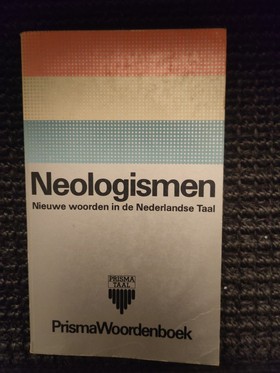 Neologismen
Nieuwe woorden in de Nederlandse Taal
PRISMA
TAAL
PrismaWoordenboek